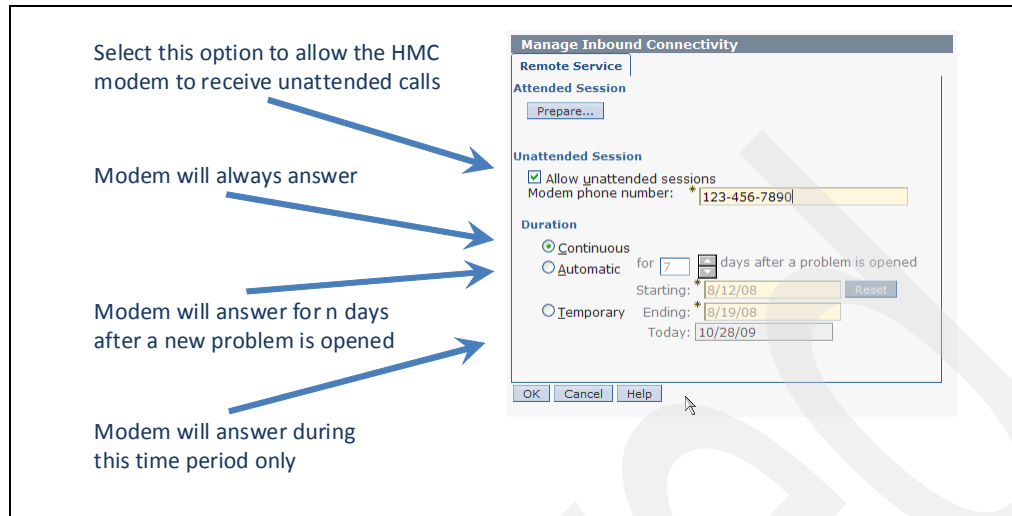 Select this option to allow the HMC
modem to receive unattended calls
Modem will always answer
Modem will answer for n days
after a new problem is opened
Modem will answer during
this time period only
Manage Inbound Connectivity
Remote Service
Attended Session
Prepare...
Unattended Session
Allow unattended sessions
Modem phone number: * 123-456-7890
Duration
Continuous
Automatic for 7 days after a problem is opened
Starting: * 8/12/08 Reset
Temporary Ending: * 8/19/08
Today: 10/28/09
OK Cancel Help